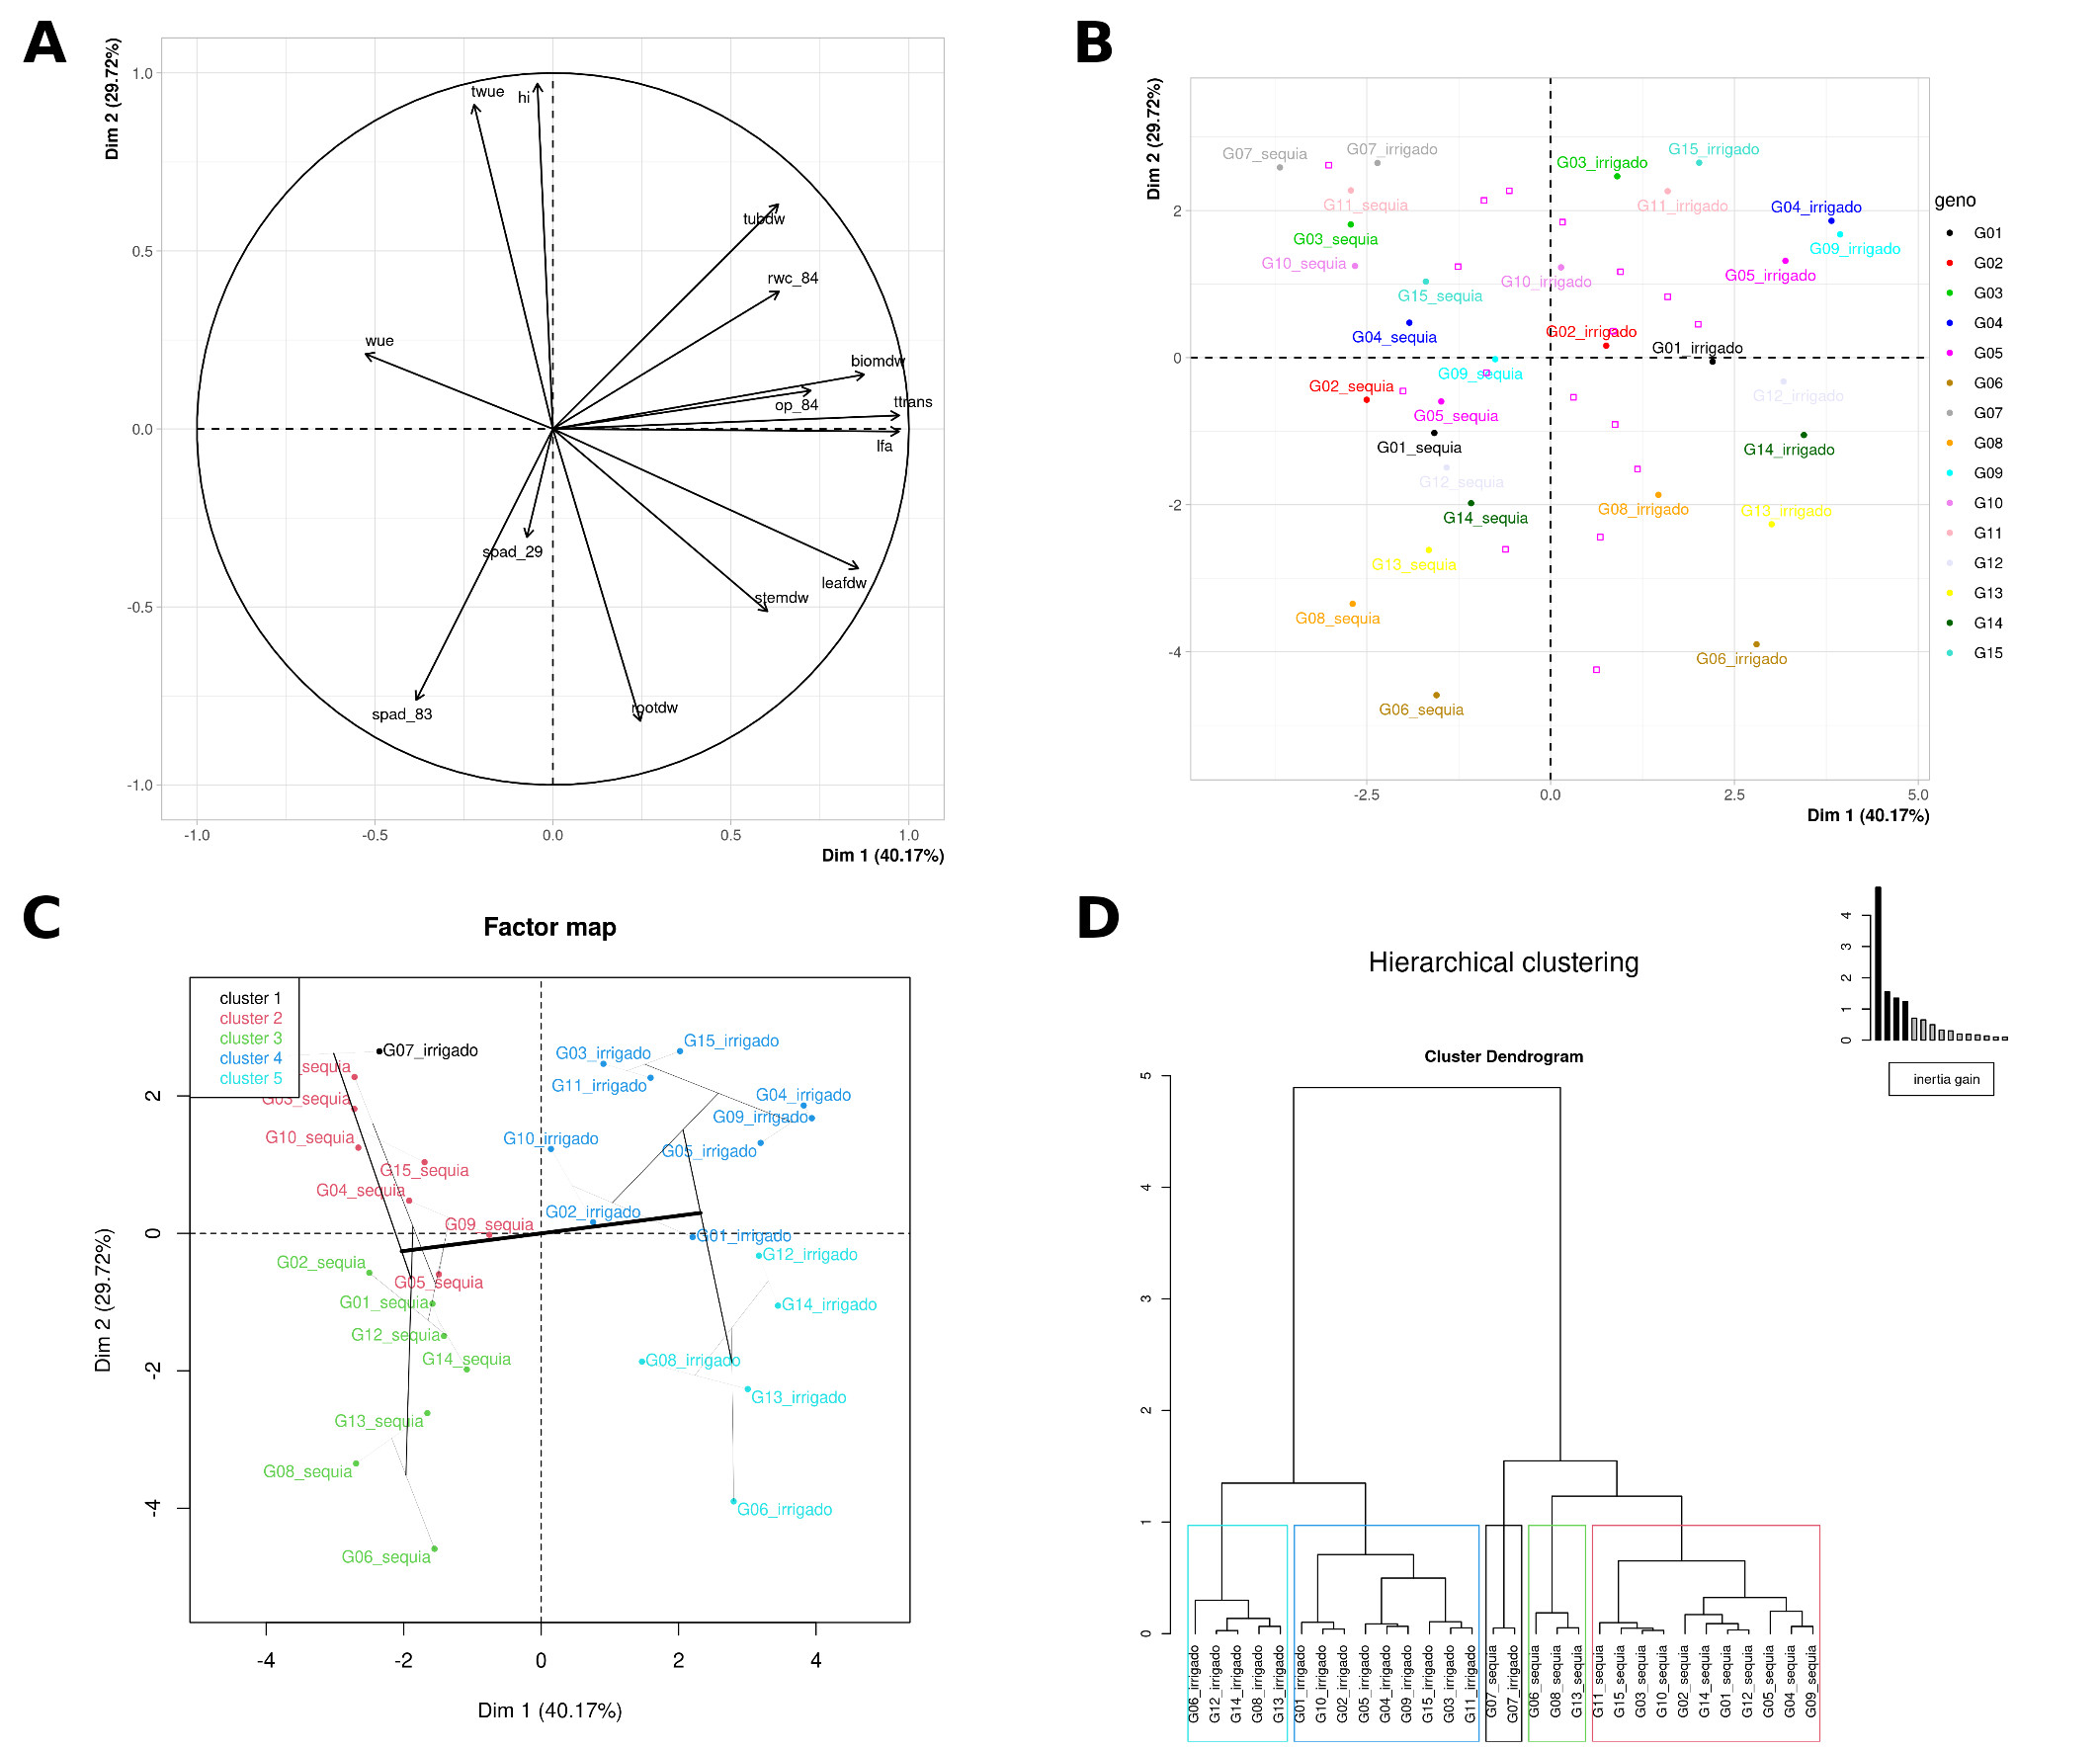 A
Dim 2 (29.72%)
1.0
0.5
0.0
-0.5
-1.0
twue
hi
tubdw
rwc_84
wue
biomdw
op_84
ttrans
lfa
spad_29
leafdw
stemdw
spad_83
rootdw
-1.0
-0.5
0.0
0.5
1.0
Dim 1 (40.17%)
B
Dim 2 (29.72%)
2
0
-2
-4
G07_sequia
G07_irrigado
G03_irrigado
G15_irrigado
G11_sequia
G11_irrigado
G04_irrigado
G03_sequia
G09_irrigado
G10_sequia
G10_irrigado
G05_irrigado
G15_sequia
G04_sequia
G02_irrigado
G01_irrigado
G09_sequia
G02_sequia
G12_irrigado
G05_sequia
G01_sequia
G14_irrigado
G12_sequia
G14_sequia
G08_irrigado
G13_irrigado
G13_sequia
G08_sequia
G06_irrigado
G06_sequia
-2.5
0.0
2.5
5.0
Dim 1 (40.17%)
geno
G01
G02
G03
G04
G05
G06
G07
G08
G09
G10
G11
G12
G13
G14
G15
C
Factor map
cluster 1
cluster 2
cluster 3
cluster 4
cluster 5
Dim 2 (29.72%)
2
0
-2
-4
G07_irrigado
_sequia
G03_sequia
G10_sequia
G15_sequia
G04_sequia
G09_sequia
G02_sequia
G05_sequia
G01_sequia
G12_sequia
G14_sequia
G13_sequia
G08_sequia
G06_sequia
G03_irrigado
G15_irrigado
G11_irrigado
G04_irrigado
G09_irrigado
G10_irrigado
G05_irrigado
G02_irrigado
G01_irrigado
G12_irrigado
G14_irrigado
G08_irrigado
G13_irrigado
G06_irrigado
-4
-2
0
2
4
Dim 1 (40.17%)
D
Hierarchical clustering
4
3
2
1
0
inertia gain
Cluster Dendrogram
5
4
3
2
1
0
G06_irrigado
G12_irrigado
G14_irrigado
G08_irrigado
G13_irrigado
G01_irrigado
G10_irrigado
G02_irrigado
G05_irrigado
G04_irrigado
G09_irrigado
G15_irrigado
G03_irrigado
G11_irrigado
G07_sequia
G07_irrigado
G06_sequia
G08_sequia
G13_sequia
G11_sequia
G15_sequia
G03_sequia
G10_sequia
G02_sequia
G14_sequia
G01_sequia
G12_sequia
G05_sequia
G04_sequia
G09_sequia